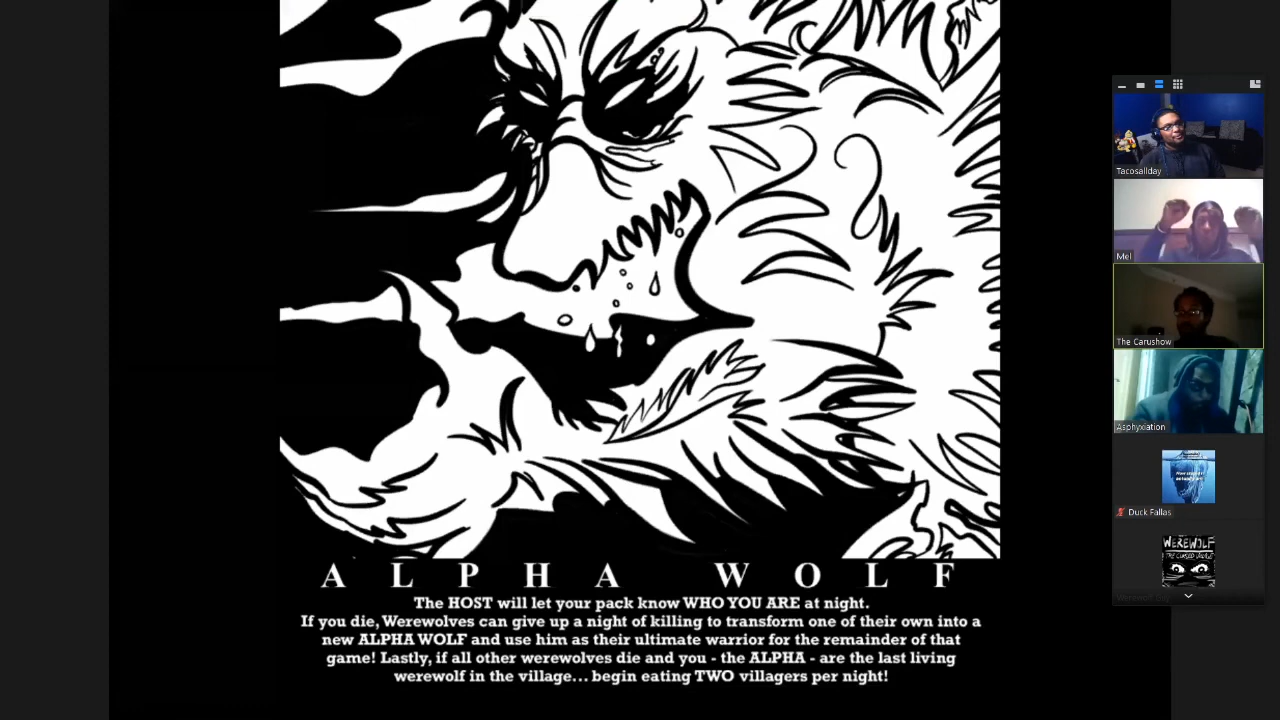 A L P H A W O L F
The HOST will let your pack know WHO YOU ARE at night.
If you die, Werewolves can give up a night of killing to transform one of their own into a
new ALPHA WOLF and use him as their ultimate warrior for the remainder of that
game! Lastly, if all other werewolves die and you - the ALPHA - are the last living
werewolf in the village... begin eating TWO villagers per night!
Tacosallday
Mel
The Carushow
Asphyxiation
Duck Fallas
WEREWOLF
THE CURSED VILLAGE